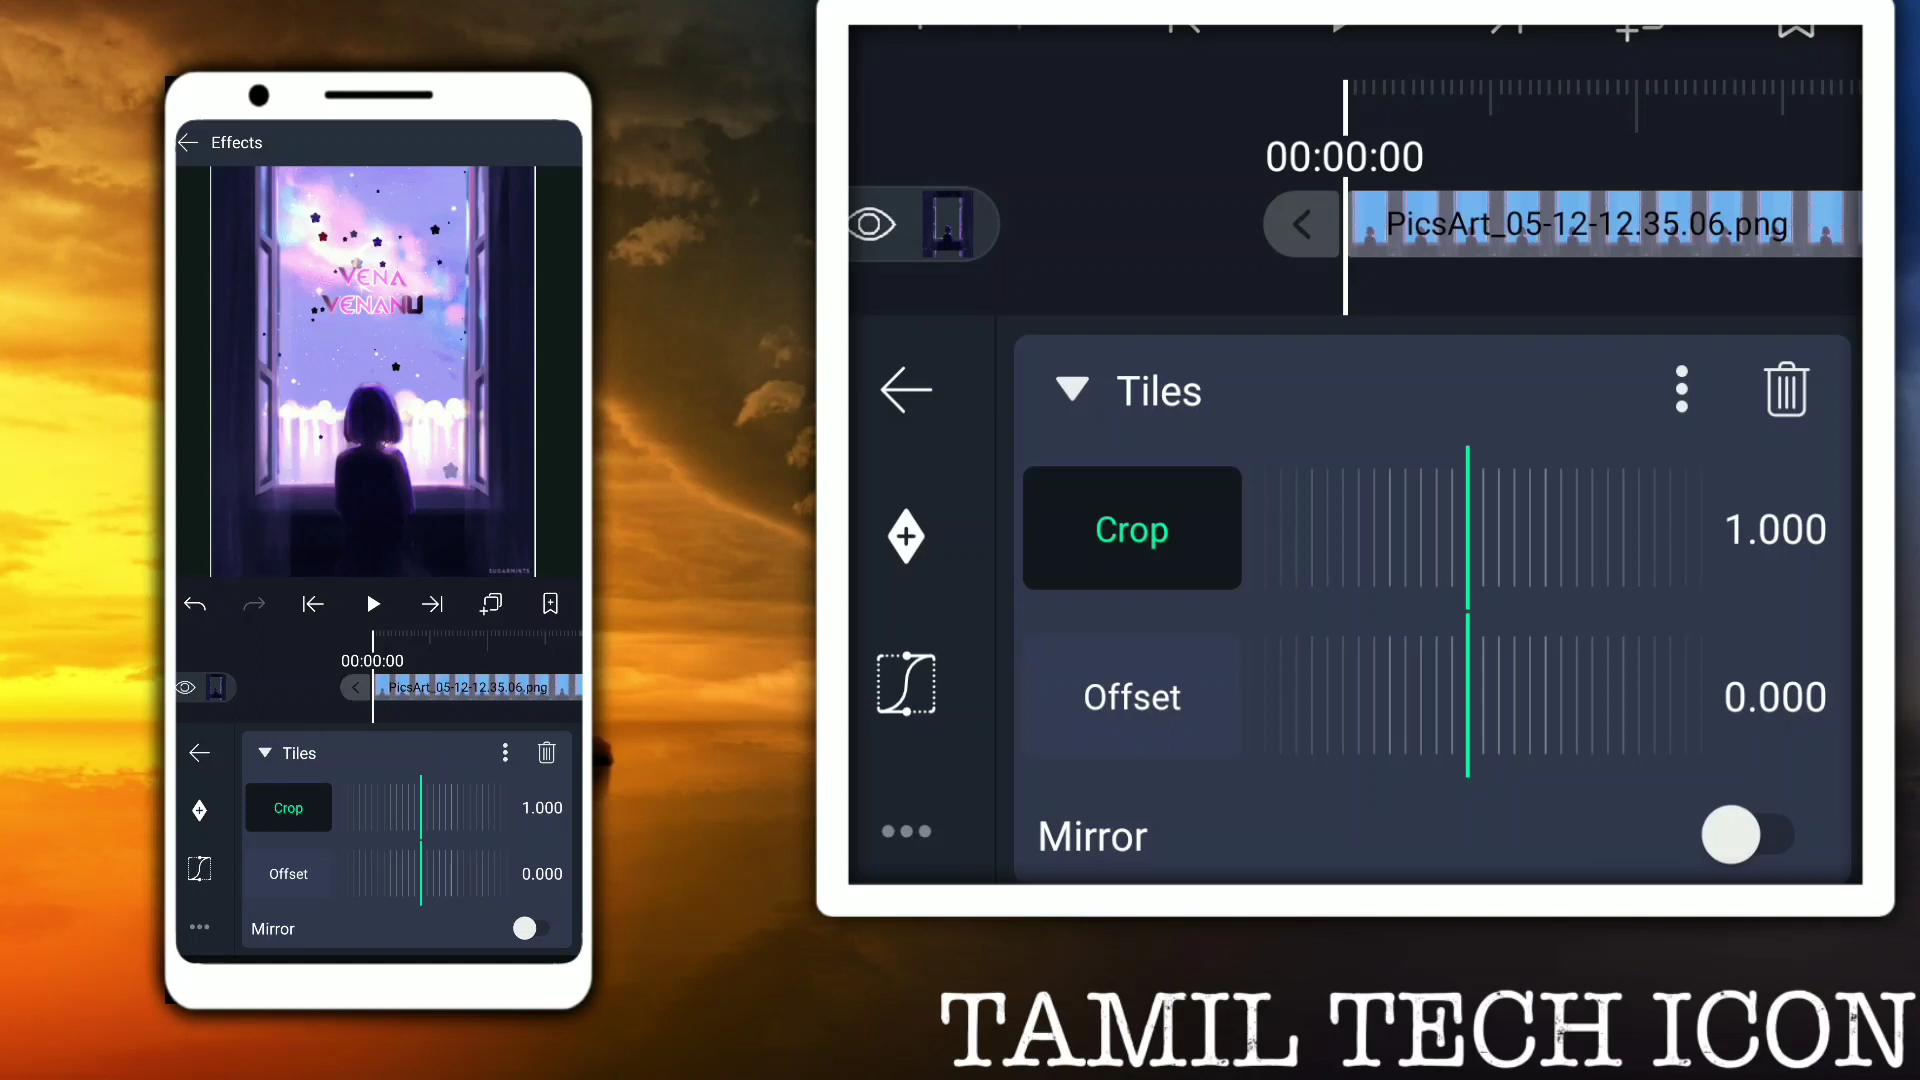 Effects
VENA
VENANU
SUGARMINTS
00:00:00
PicsArt_05-12-12.35.06.png
Tiles
Crop
1.000
Offset
0.000
Mirror
00:00:00
PicsArt_05-12-12.35.06.png
Tiles
Crop
1.000
Offset
0.000
Mirror
TAMIL TECH ICON